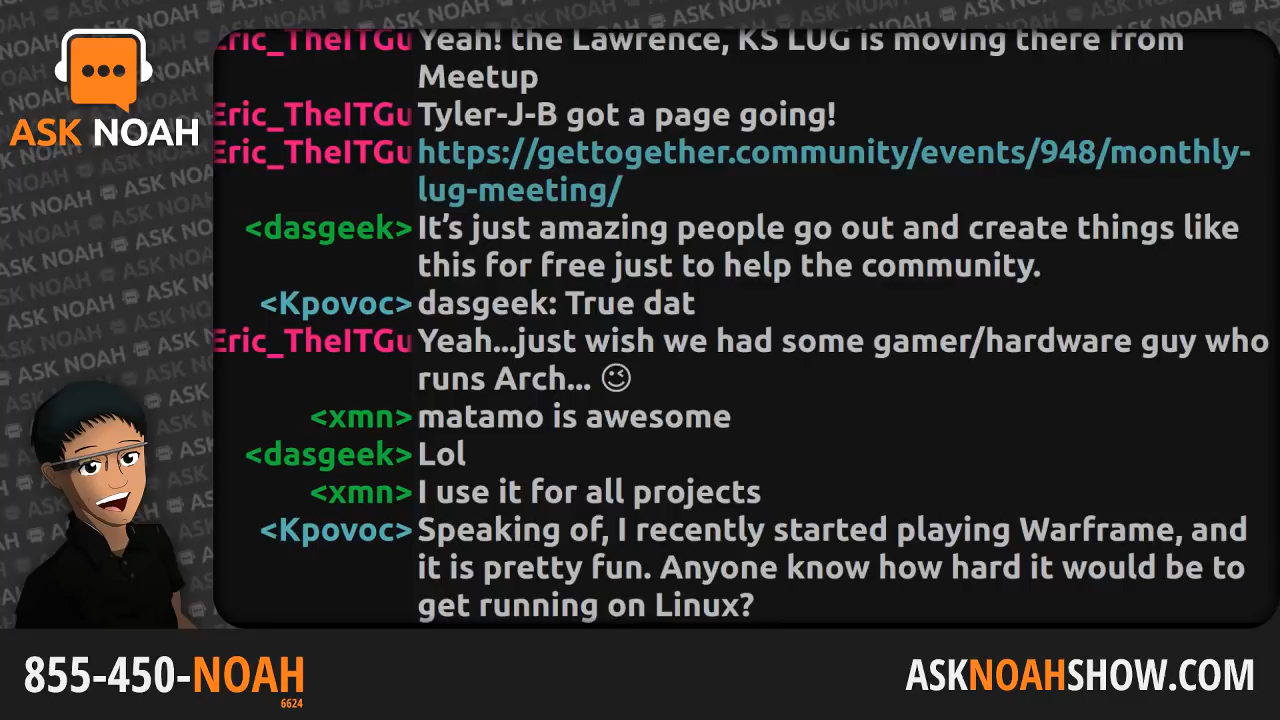 ASK NOAH
Eric_TheITGu Yeah! the Lawrence, KS LUG is moving there from
Meetup
Eric_TheITGu Tyler-J-B got a page going!
Eric_TheITGu https://gettogether.community/events/948/monthly-
lug-meeting/
<dasgeek> It’s just amazing people go out and create things like
this for free just to help the community.
<Kpovoc> dasgeek: True dat
Eric_TheITGu Yeah...just wish we had some gamer/hardware guy who
runs Arch... 😉
<xmn> matamo is awesome
<dasgeek> Lol
<xmn> I use it for all projects
<Kpovoc> Speaking of, I recently started playing Warframe, and
it is pretty fun. Anyone know how hard it would be to
get running on Linux?
855-450-NOAH
6624
ASKNOAHSHOW.COM